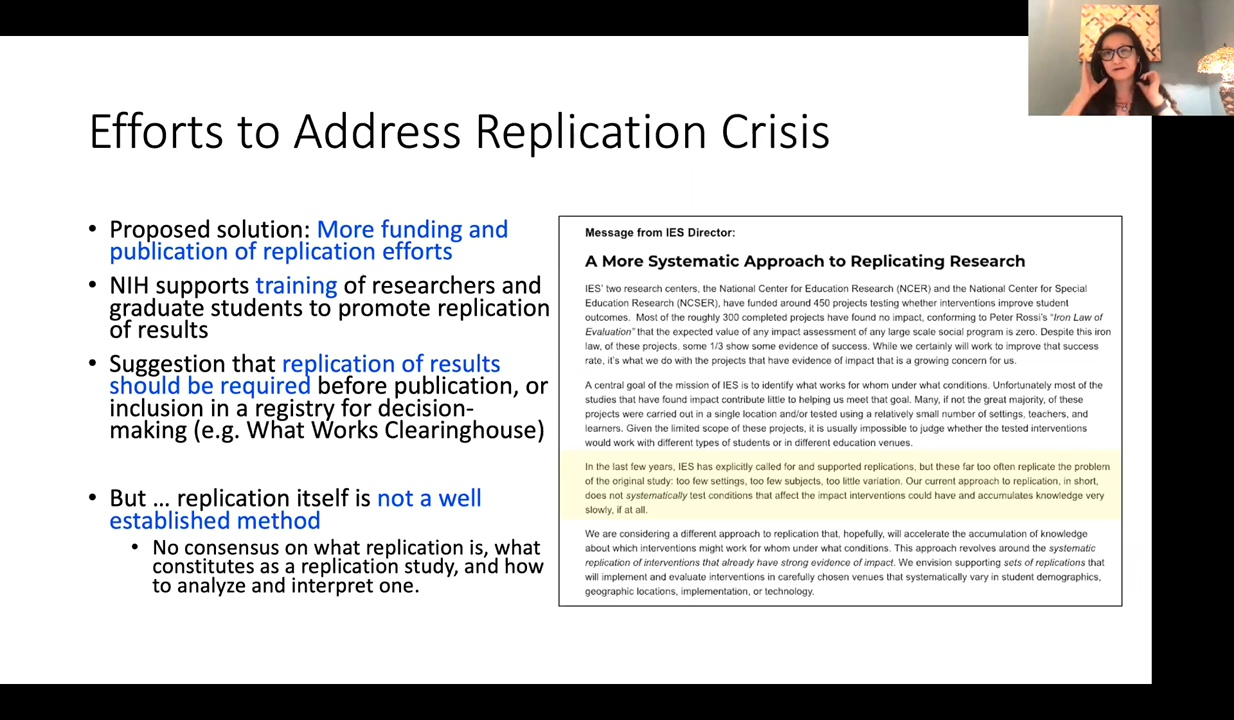 Efforts to Address Replication Crisis
• Proposed solution: More funding and
publication of replication efforts
• NIH supports training of researchers and
graduate students to promote replication
of results
• Suggestion that replication of results
should be required before publication, or
inclusion in a registry for decision-
making (e.g. What Works Clearinghouse)
• But … replication itself is not a well
established method
• No consensus on what replication is, what
constitutes as a replication study, and how
to analyze and interpret one.
Message from IES Director:
A More Systematic Approach to Replicating Research
IES' two research centers, the National Center for Education Research (NCER) and the National Center for Special
Education Research (NCSER), have funded around 450 projects testing whether interventions improve student
outcomes. Most of the roughly 300 completed projects have found no impact, conforming to Peter Rossi's "Iron Law of
Evaluation" that the expected value of any impact assessment of any large scale social program is zero. Despite this iron
law, of these projects, some 1/3 show some evidence of success. While we certainly will work to improve that success
rate, it's what we do with the projects that have evidence of impact that is a growing concern for us.
A central goal of the mission of IES is to identify what works for whom under what conditions. Unfortunately most of the
studies that have found impact contribute little to helping us meet that goal. Many, if not the great majority, of these
projects were carried out in a single location and/or tested using a relatively small number of settings, teachers, and
learners. Given the limited scope of these projects, it is usually impossible to judge whether the tested interventions
would work with different types of students or in different education venues.
In the last few years, IES has explicitly called for and supported replications, but these far too often replicate the problem
of the original study: too few settings, too few subjects, too little variation. Our current approach to replication, in short,
does not systematically test conditions that affect the impact interventions could have and accumulates knowledge very
slowly, if at all.
We are considering a different approach to replication that, hopefully, will accelerate the accumulation of knowledge
about which interventions might work for whom under what conditions. This approach revolves around the systematic
replication of interventions that already have strong evidence of impact. We envision supporting sets of replications that
will implement and evaluate interventions in carefully chosen venues that systematically vary in student demographics,
geographic locations, implementation, or technology.